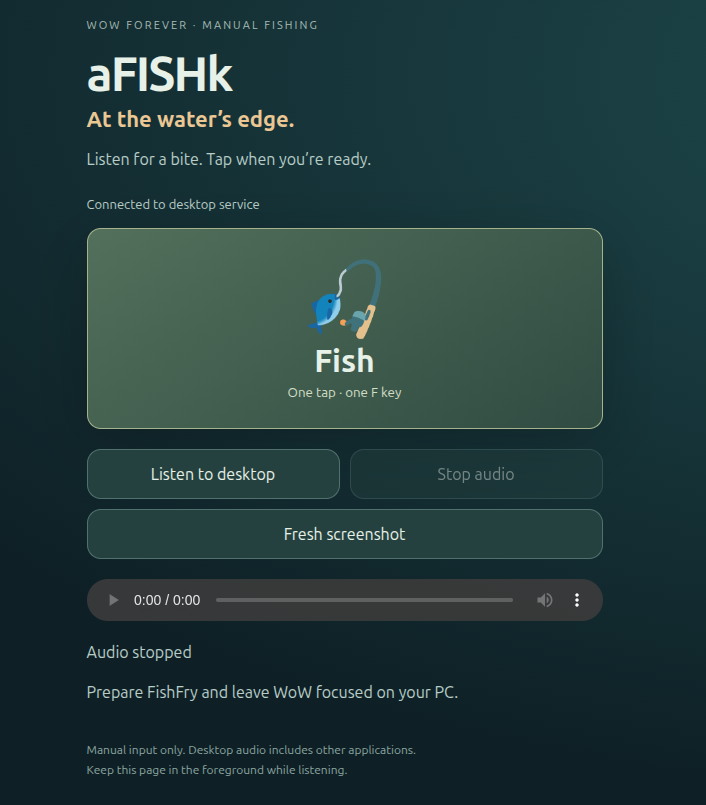 WOW FOREVER · MANUAL FISHING
aFISHk
At the water’s edge.
Listen for a bite. Tap when you’re ready.
Connected to desktop service
Fish
One tap · one F key
Listen to desktop
Stop audio
Fresh screenshot
0:00 / 0:00
Audio stopped
Prepare FishFry and leave WoW focused on your PC.
Manual input only. Desktop audio includes other applications.
Keep this page in the foreground while listening.